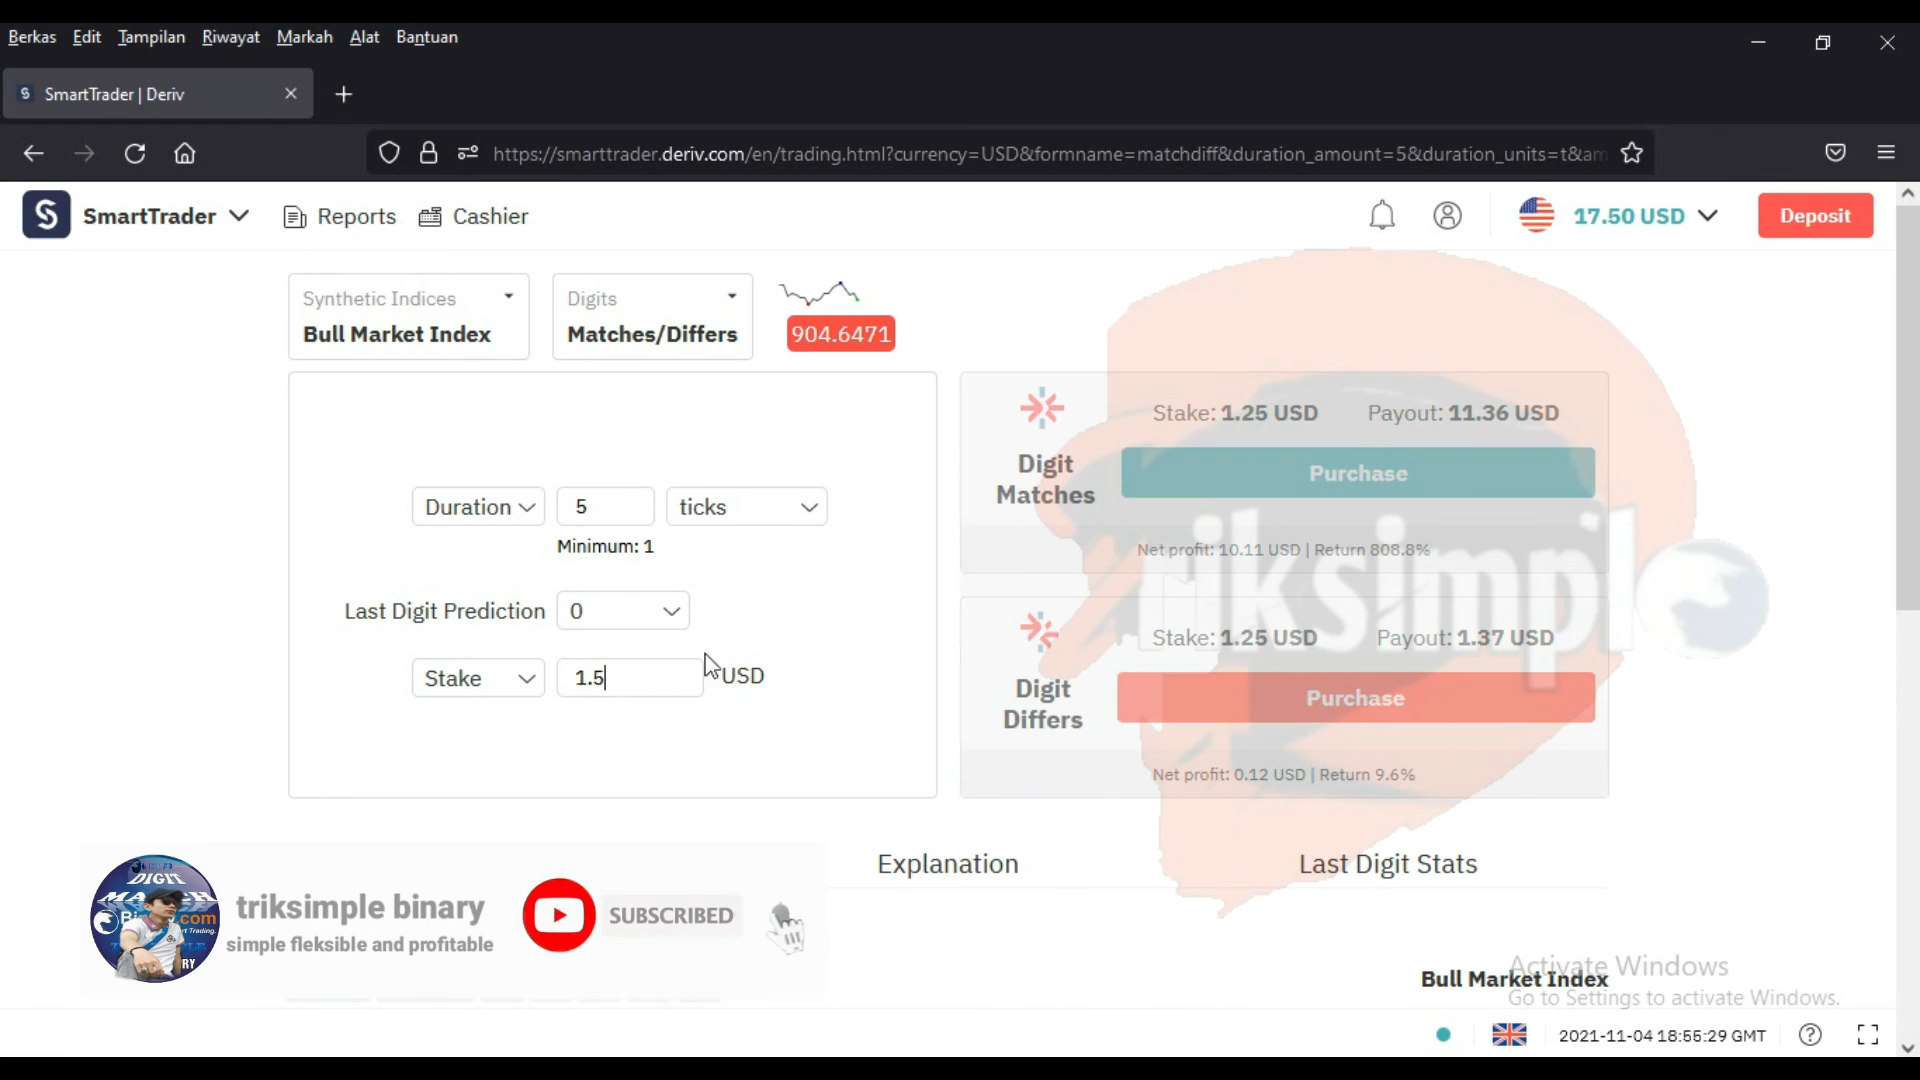 Berkas Edit Tampilan Riwayat Markah Alat Bantuan
SmartTrader | Deriv
https://smarttrader.deriv.com/en/trading.html?currency=USD&formname=matchdiff&duration_amount=5&duration_units=t&am
SmartTrader Reports Cashier 17.50 USD Deposit
Synthetic Indices
Bull Market Index
Digits
Matches/Differs
904.6471
Duration 5 ticks
Minimum: 1
Last Digit Prediction 0
Stake 1.5 USD
Digit
Matches
Stake: 1.25 USD Payout: 11.36 USD
Purchase
Net profit: 10.11 USD | Return 808.8%
Digit
Differs
Stake: 1.25 USD Payout: 1.37 USD
Purchase
Net profit: 0.12 USD | Return 9.6%
triksimpl
Explanation Last Digit Stats
DIGIT
triksimple binary
simple fleksible and profitable
SUBSCRIBED
Bull Market Index
Activate Windows
Go to Settings to activate Windows.
2021-11-04 18:55:29 GMT